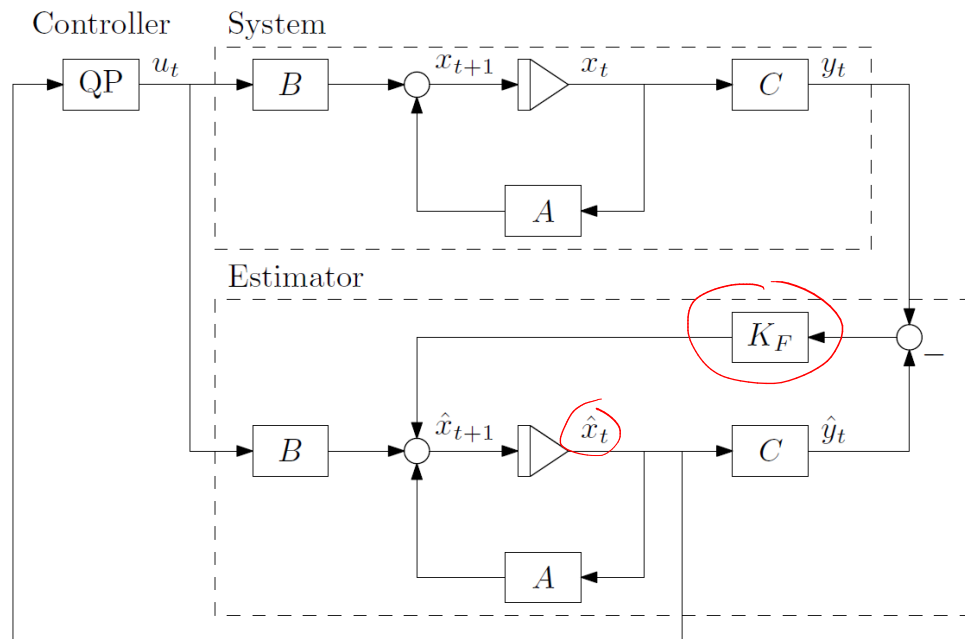 Controller System
QP u_t B x_{t+1} x_t C y_t
A
Estimator
K_F
−
B x̂_{t+1} x̂_t C ŷ_t
A